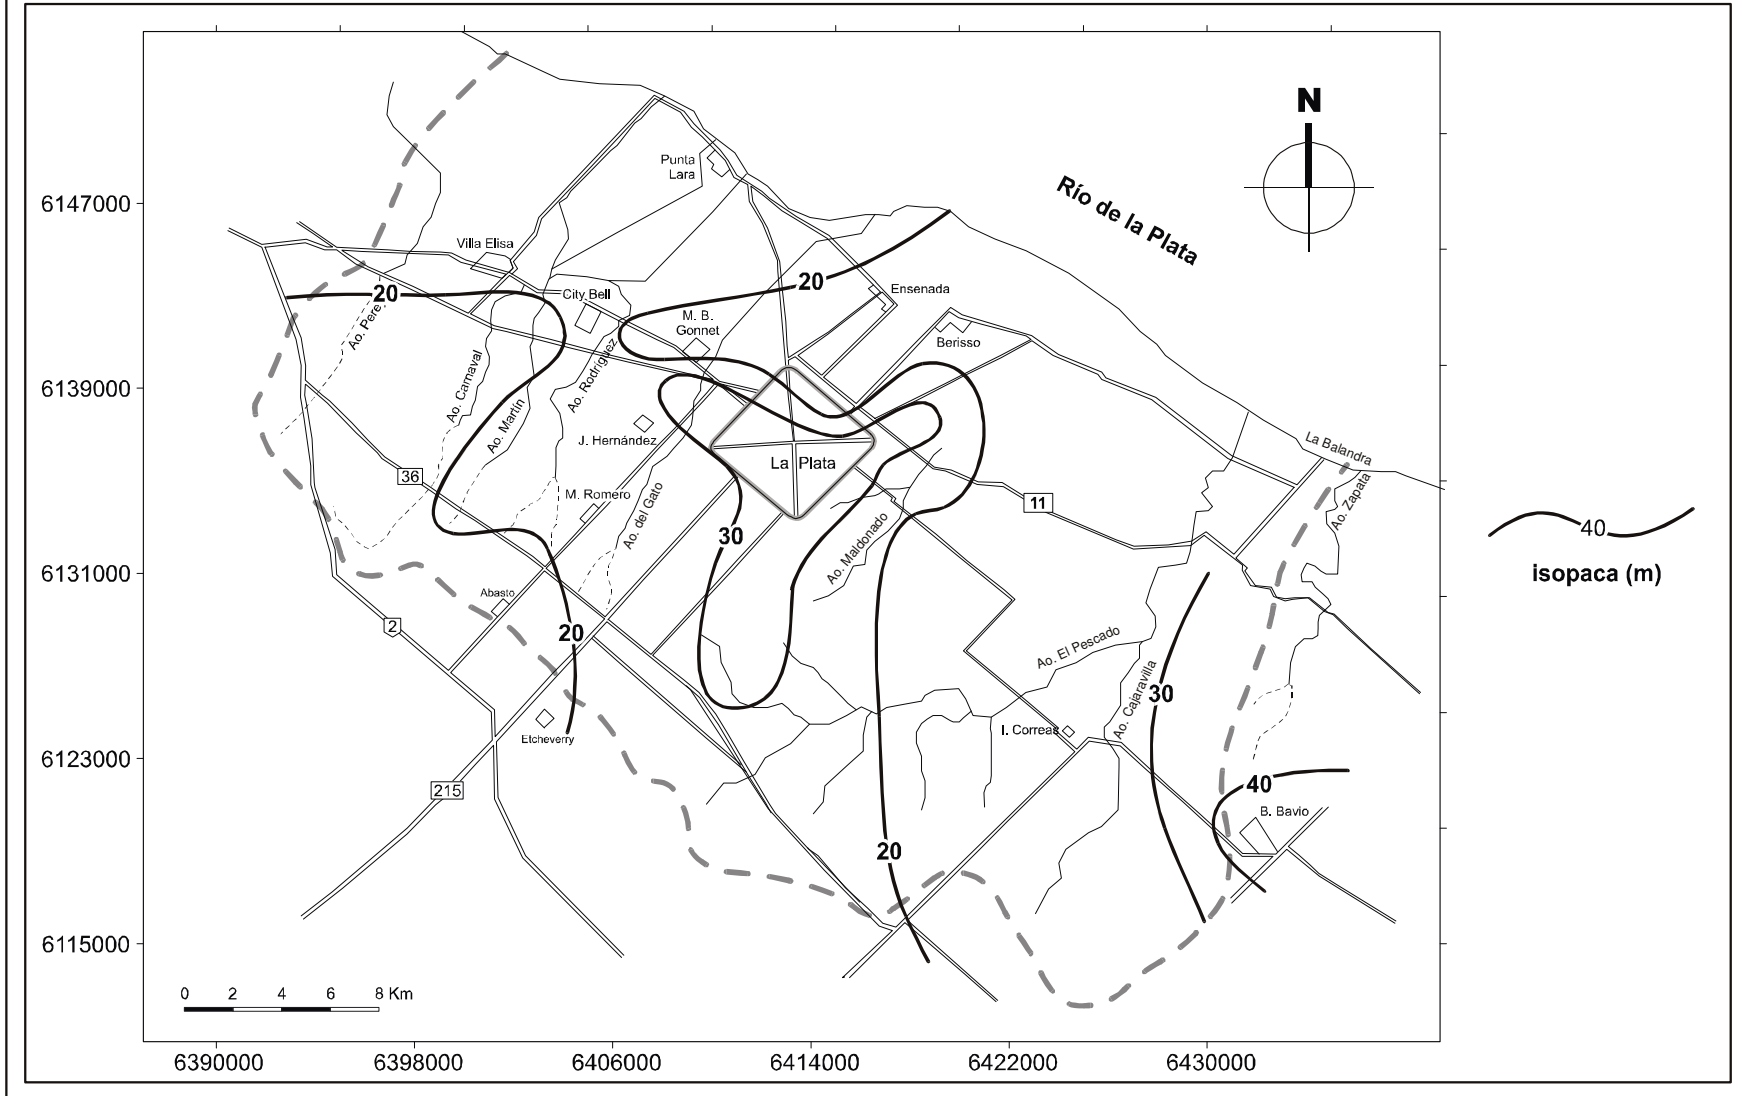 N
Río de la Plata
Punta
Lara
6147000
Villa Elisa
20
20
City Bell
Ensenada
M. B.
Gonnet
Berisso
Ao. Pere
6139000
Ao. Carnaval
Ao. Martín
Ao. Rodríguez
J. Hernández
La Plata
La Balandra
36
M. Romero
11
Ao. Zapata
Ao. del Gato
30
Ao. Maldonado
40
isopaca (m)
6131000
Abasto
2
20
Ao. El Pescado
Ao. Cajaravilla
30
I. Correas
Etcheverry
6123000
215
40
B. Bavio
20
6115000
0 2 4 6 8 Km
6390000 6398000 6406000 6414000 6422000 6430000